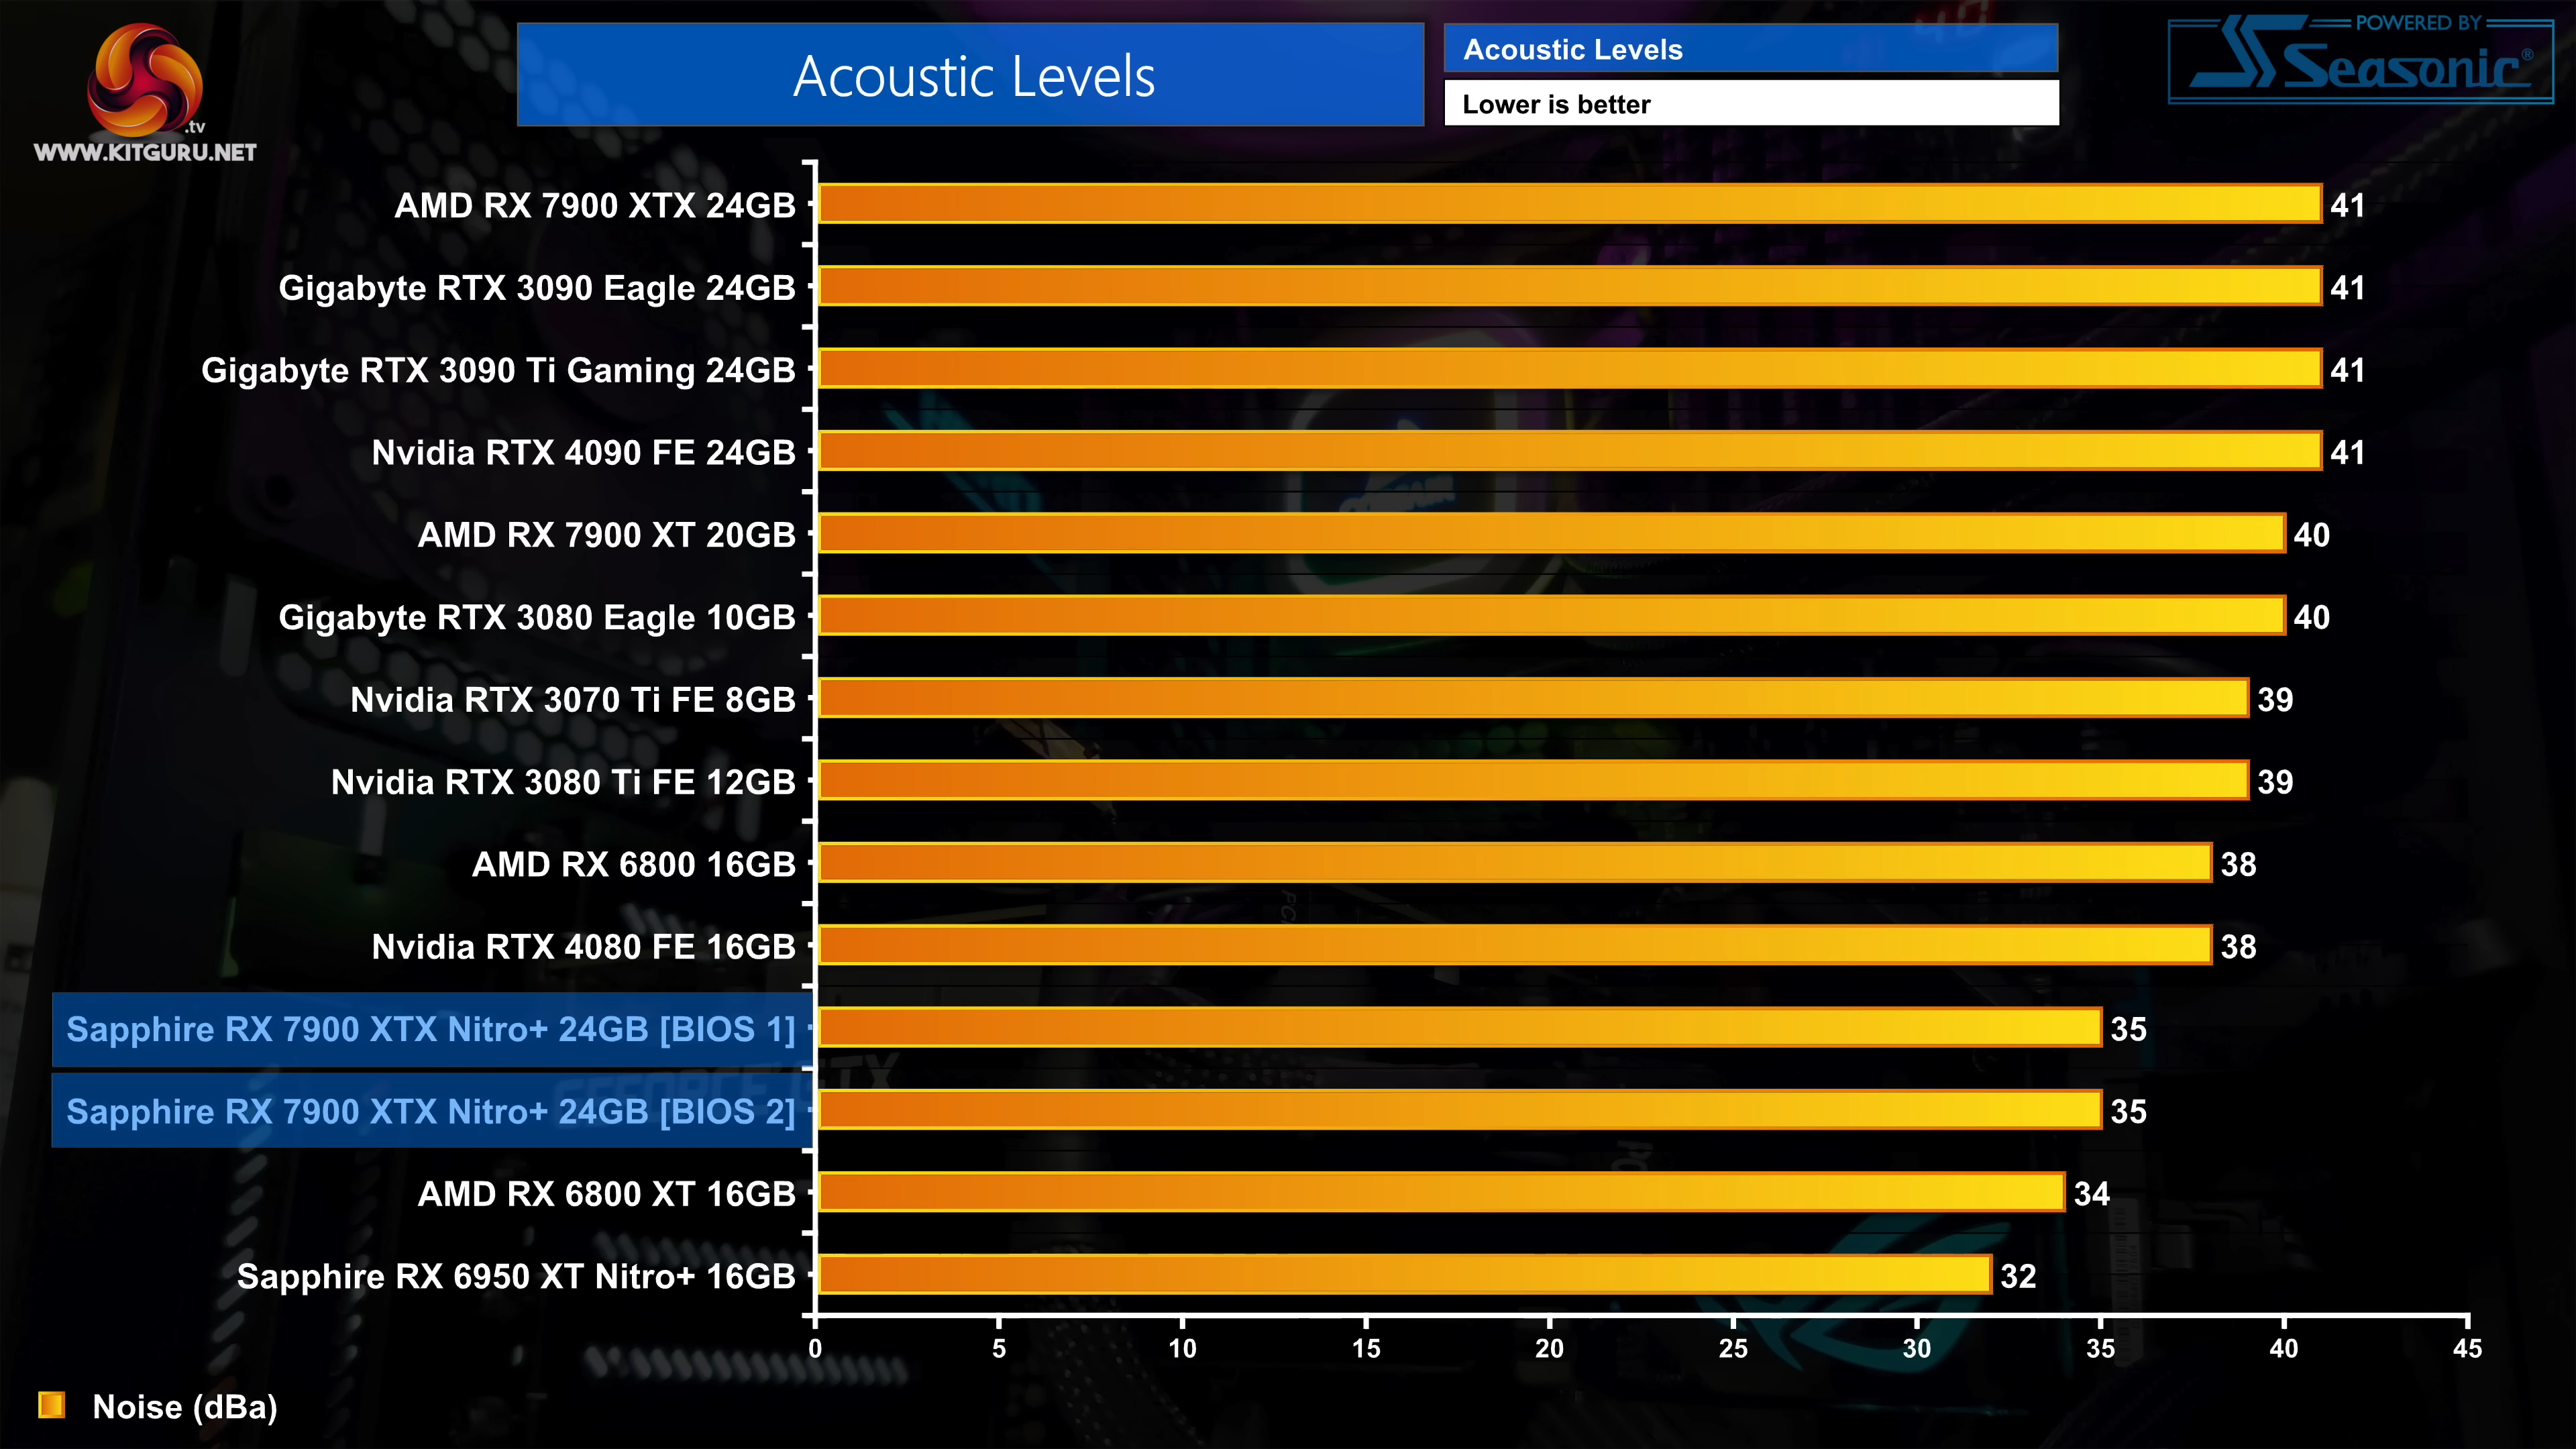 .tv
WWW.KITGURU.NET
Acoustic Levels
Acoustic Levels
Lower is better
POWERED BY
Seasonic®
AMD RX 7900 XTX 24GB 41
Gigabyte RTX 3090 Eagle 24GB 41
Gigabyte RTX 3090 Ti Gaming 24GB 41
Nvidia RTX 4090 FE 24GB 41
AMD RX 7900 XT 20GB 40
Gigabyte RTX 3080 Eagle 10GB 40
Nvidia RTX 3070 Ti FE 8GB 39
Nvidia RTX 3080 Ti FE 12GB 39
AMD RX 6800 16GB 38
Nvidia RTX 4080 FE 16GB 38
Sapphire RX 7900 XTX Nitro+ 24GB [BIOS 1] 35
Sapphire RX 7900 XTX Nitro+ 24GB [BIOS 2] 35
AMD RX 6800 XT 16GB 34
Sapphire RX 6950 XT Nitro+ 16GB 32
0 5 10 15 20 25 30 35 40 45
Noise (dBa)